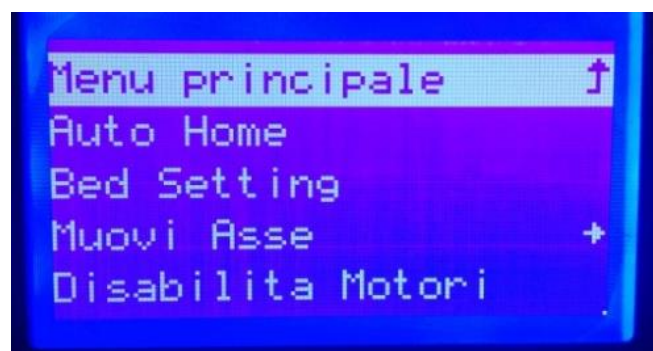 Menu principale
Auto Home
Bed Setting
Muovi Asse
Disabilita Motori